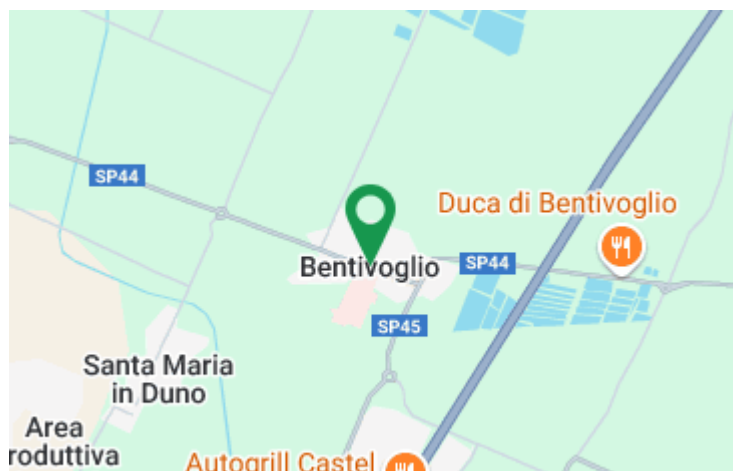 SP44
Duca di Bentivoglio
Bentivoglio
SP44
SP45
Santa Maria
in Duno
Area
roduttiva
Autogrill Castel